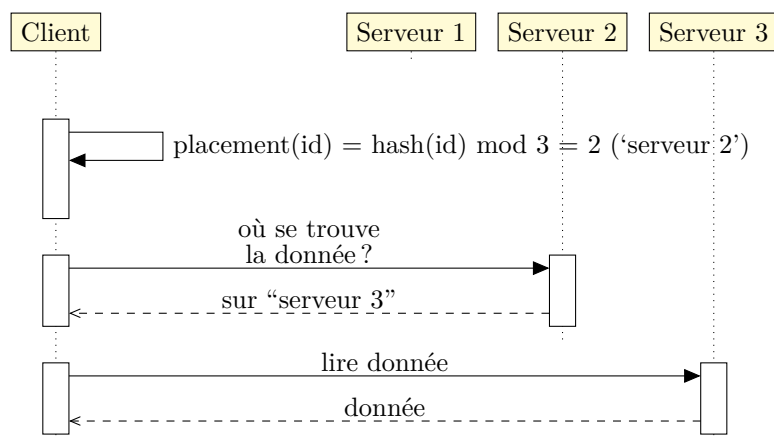 Client
Serveur 1
Serveur 2
Serveur 3
placement(id) = hash(id) mod 3 = 2 (‘serveur 2’)
où se trouve
la donnée ?
sur “serveur 3”
lire donnée
donnée